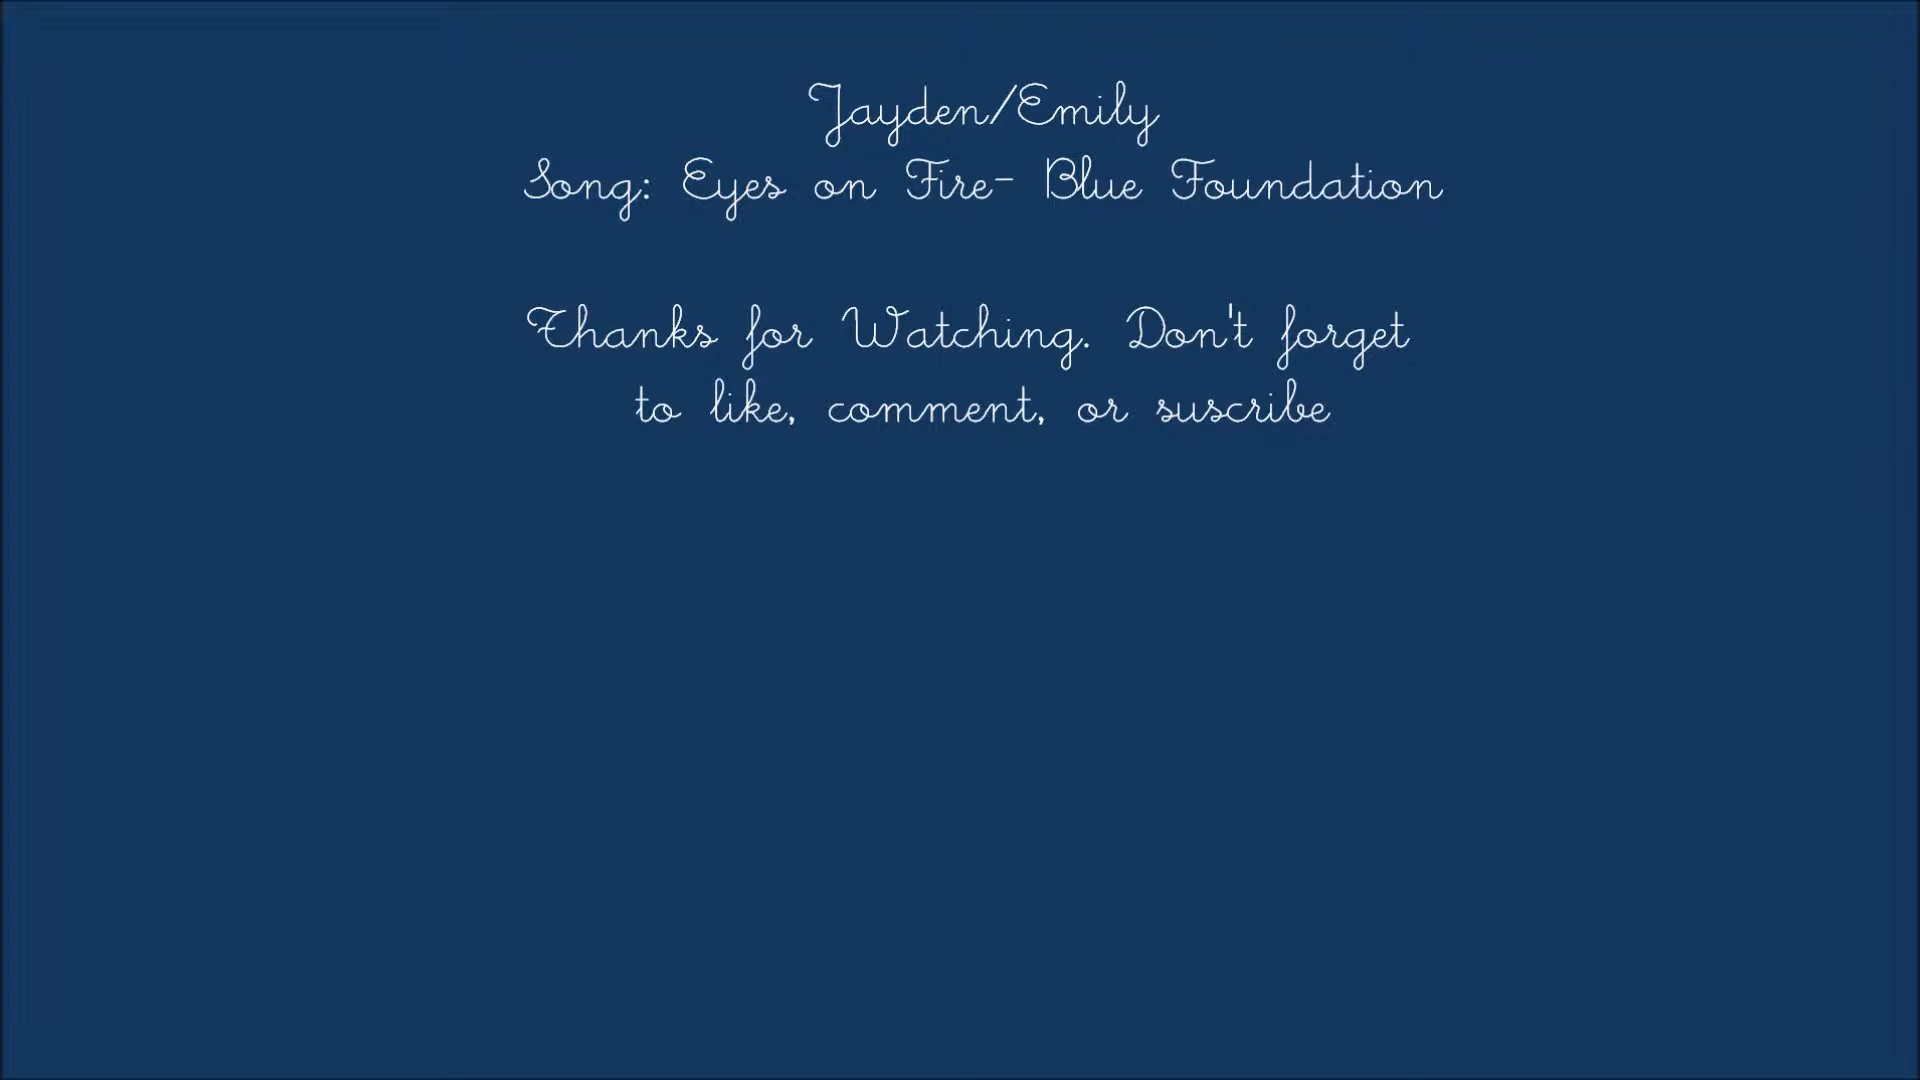 Jayden/Emily
Song: Eyes on Fire- Blue Foundation
Thanks for Watching. Don't forget
to like, comment, or suscribe